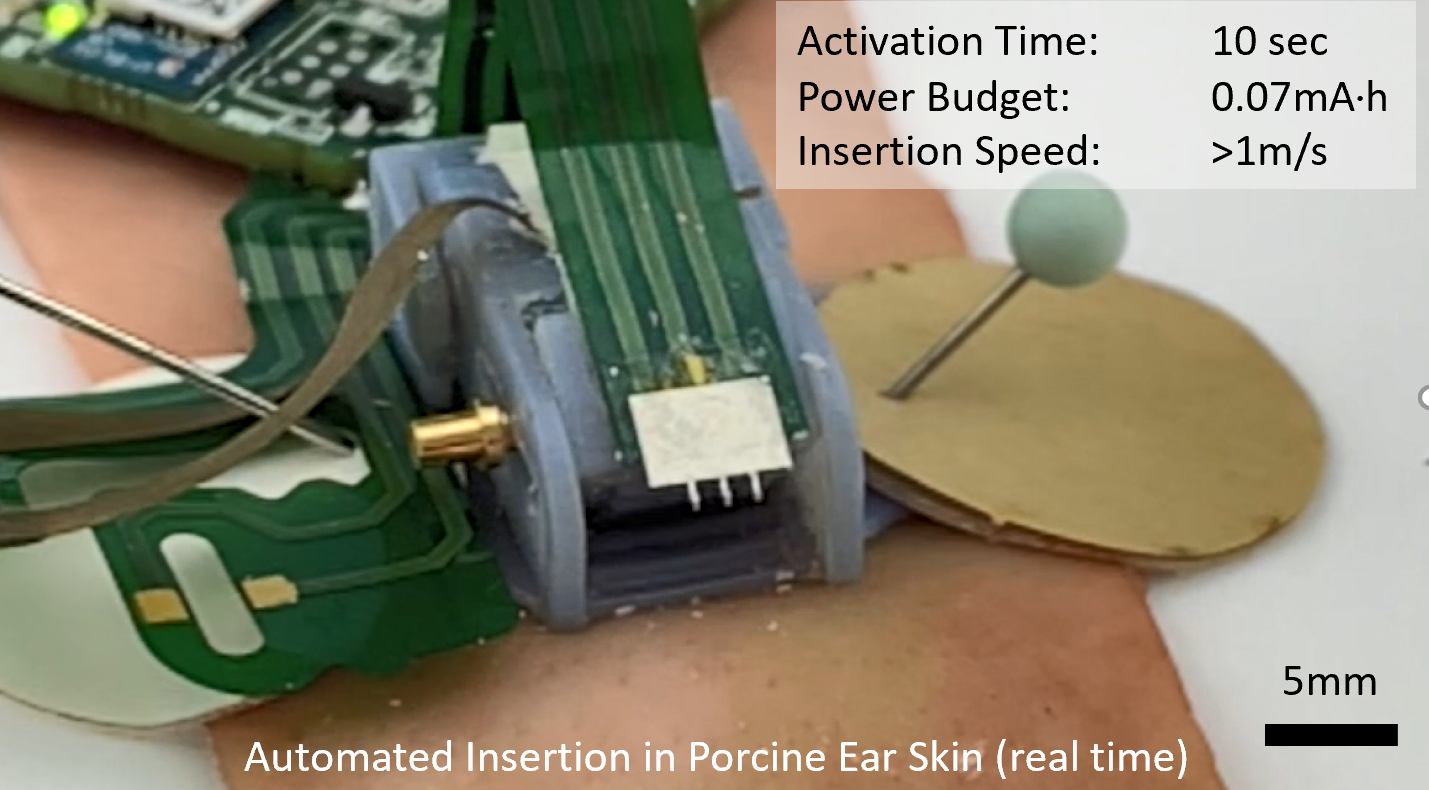 Activation Time: 10 sec
Power Budget: 0.07mA·h
Insertion Speed: >1m/s
5mm
Automated Insertion in Porcine Ear Skin (real time)